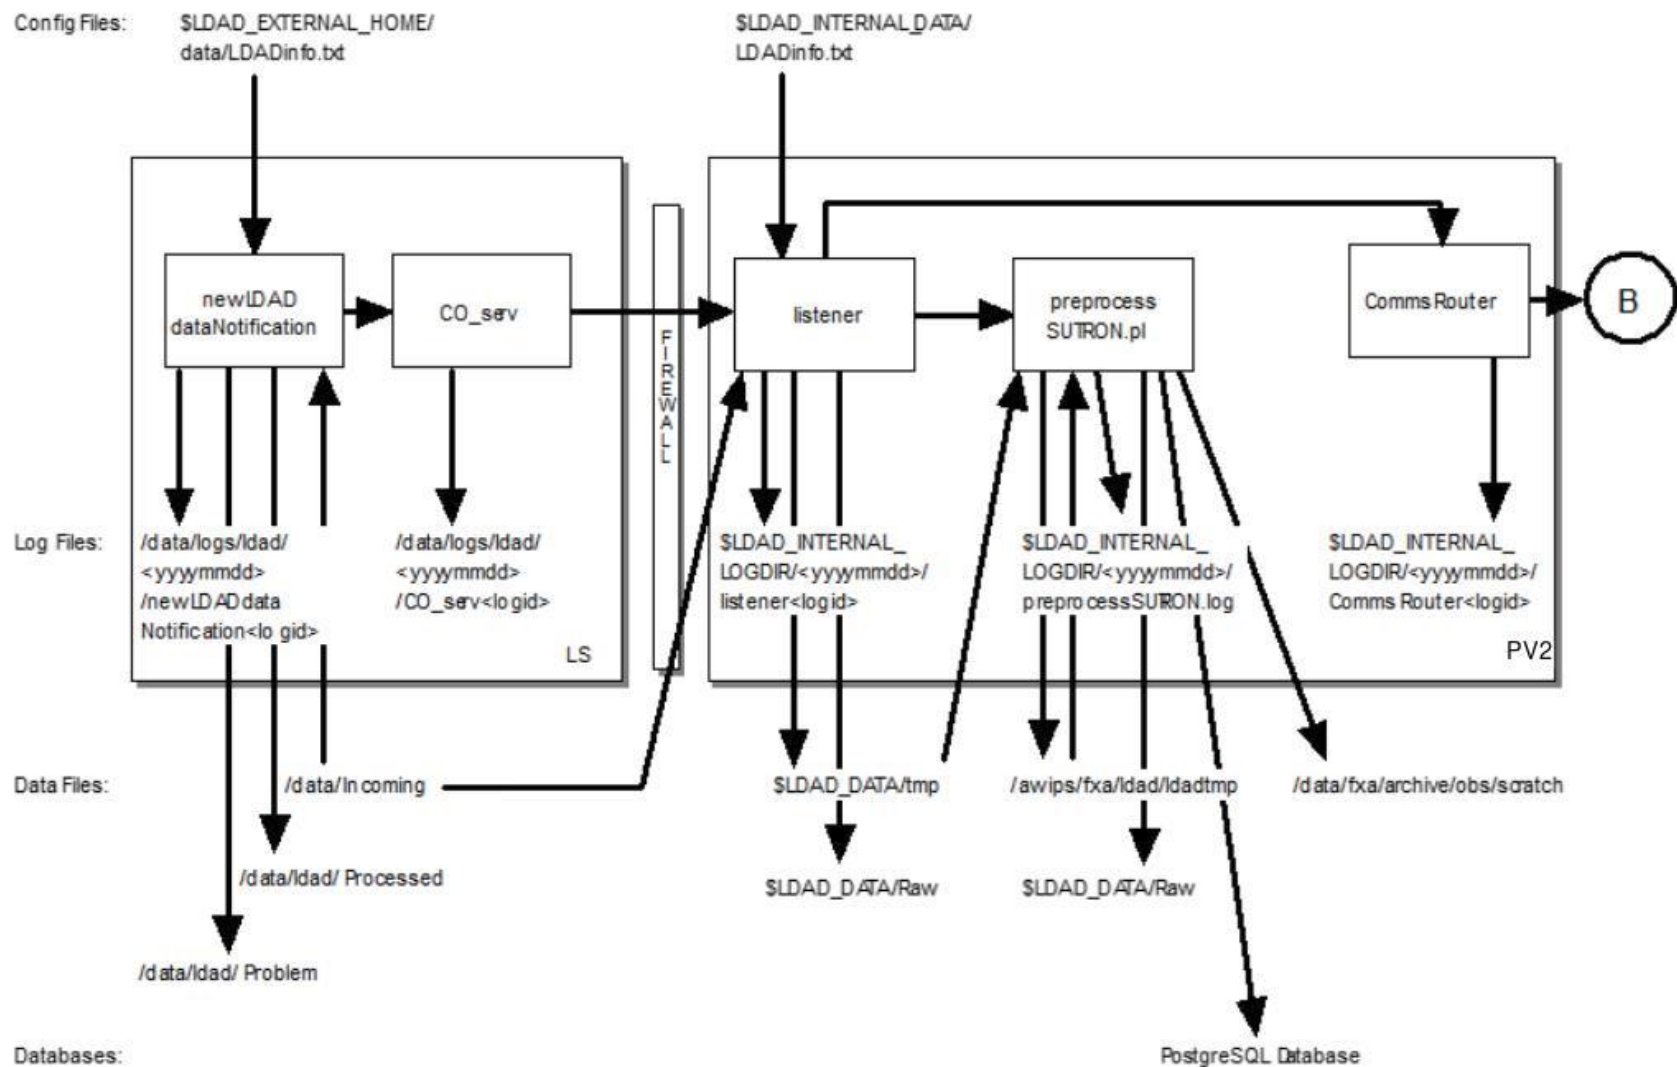 Config Files:
$LDAD_EXTERNAL_HOME/
data/LDADinfo.txt
$LDAD_INTERNAL_DATA/
LDADinfo.txt
newLDAD
dataNotification
CO_serv
FIREWALL
listener
preprocess
SUTRON.pl
CommsRouter
B
Log Files:
/data/logs/ldad/
<yyyymmdd>
/newLDADdata
Notification<logid>
/data/logs/ldad/
<yyyymmdd>
/CO_serv<logid>
$LDAD_INTERNAL_
LOGDIR/<yyyymmdd>/
listener<logid>
$LDAD_INTERNAL_
LOGDIR/<yyyymmdd>/
preprocessSUTRON.log
$LDAD_INTERNAL_
LOGDIR/<yyyymmdd>/
Comms Router<logid>
LS
PV2
Data Files:
/data/Incoming
$LDAD_DATA/tmp
/awips/fxa/ldad/ldadtmp
/data/fxa/archive/obs/scratch
/data/ldad/ Processed
$LDAD_DATA/Raw
$LDAD_DATA/Raw
/data/ldad/ Problem
Databases:
PostgreSQL Database